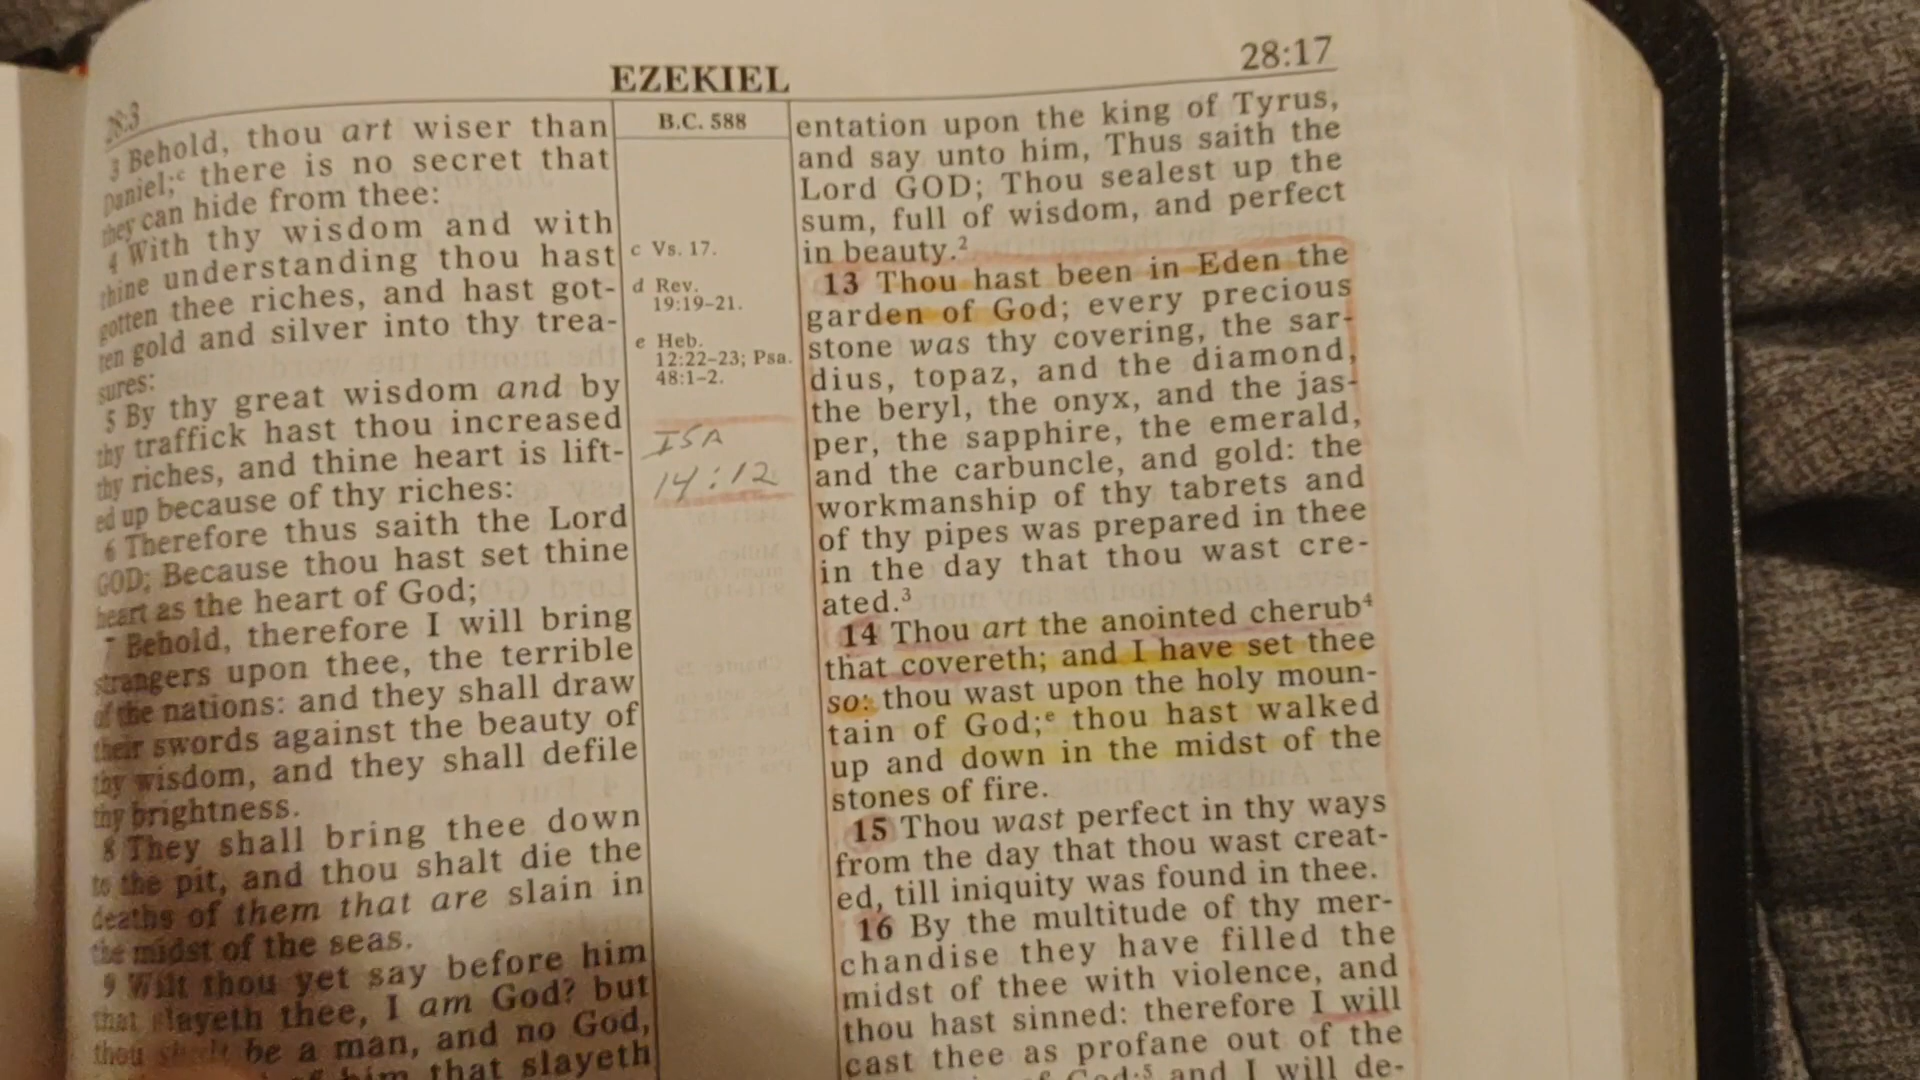 28:3
EZEKIEL
28:17
3 Behold, thou art wiser than
Daniel;c there is no secret that
they can hide from thee:
4 With thy wisdom and with
thine understanding thou hast
gotten thee riches, and hast got-
ten gold and silver into thy trea-
sures:
5 By thy great wisdom and by
thy traffick hast thou increased
thy riches, and thine heart is lift-
ed up because of thy riches:
6 Therefore thus saith the Lord
GOD; Because thou hast set thine
heart as the heart of God;
7 Behold, therefore I will bring
strangers upon thee, the terrible
of the nations: and they shall draw
their swords against the beauty of
thy wisdom, and they shall defile
thy brightness.
8 They shall bring thee down
to the pit, and thou shalt die the
deaths of them that are slain in
the midst of the seas.
9 Wilt thou yet say before him
that slayeth thee, I am God? but
thou shalt be a man, and no God,
of him that slayeth
B.C. 588
c Vs. 17.
d Rev.
19:19-21.
e Heb.
12:22-23; Psa.
48:1-2.
ISA
14:12
entation upon the king of Tyrus,
and say unto him, Thus saith the
Lord GOD; Thou sealest up the
sum, full of wisdom, and perfect
in beauty.2
13 Thou hast been in Eden the
garden of God; every precious
stone was thy covering, the sar-
dius, topaz, and the diamond,
the beryl, the onyx, and the jas-
per, the sapphire, the emerald,
and the carbuncle, and gold: the
workmanship of thy tabrets and
of thy pipes was prepared in thee
in the day that thou wast cre-
ated.3
14 Thou art the anointed cherub4
that covereth; and I have set thee
so: thou wast upon the holy moun-
tain of God;e thou hast walked
up and down in the midst of the
stones of fire.
15 Thou wast perfect in thy ways
from the day that thou wast creat-
ed, till iniquity was found in thee.
16 By the multitude of thy mer-
chandise they have filled the
midst of thee with violence, and
thou hast sinned: therefore I will
cast thee as profane out of the
of God:5 and I will de-